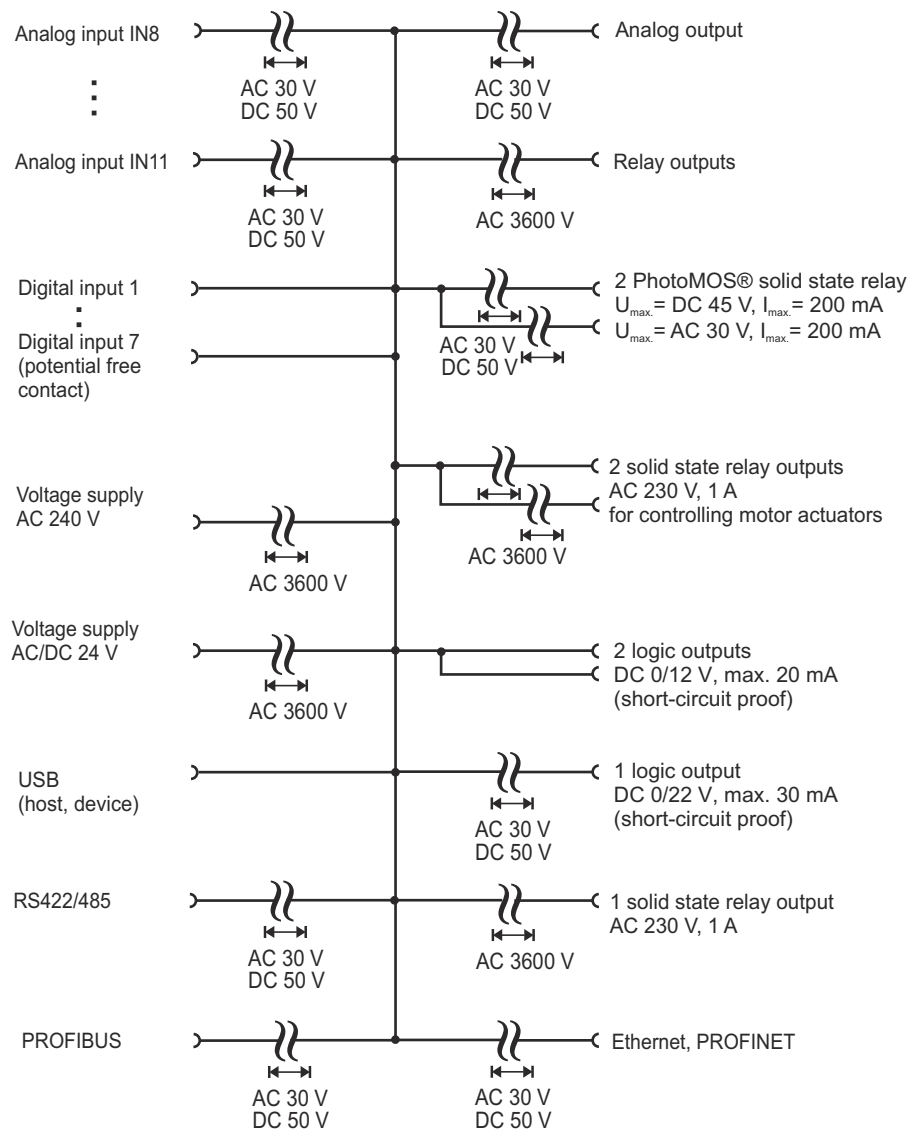 Analog input IN8
AC 30 V
DC 50 V
AC 30 V
DC 50 V
Analog output
Analog input IN11
AC 30 V
DC 50 V
AC 3600 V
Relay outputs
Digital input 1
Digital input 7
(potential free
contact)
AC 30 V
DC 50 V
2 PhotoMOS® solid state relay
Umax.= DC 45 V, Imax.= 200 mA
Umax.= AC 30 V, Imax.= 200 mA
Voltage supply
AC 240 V
AC 3600 V
AC 3600 V
2 solid state relay outputs
AC 230 V, 1 A
for controlling motor actuators
Voltage supply
AC/DC 24 V
AC 3600 V
2 logic outputs
DC 0/12 V, max. 20 mA
(short-circuit proof)
USB
(host, device)
AC 30 V
DC 50 V
1 logic output
DC 0/22 V, max. 30 mA
(short-circuit proof)
RS422/485
AC 30 V
DC 50 V
AC 3600 V
1 solid state relay output
AC 230 V, 1 A
PROFIBUS
AC 30 V
DC 50 V
AC 30 V
DC 50 V
Ethernet, PROFINET